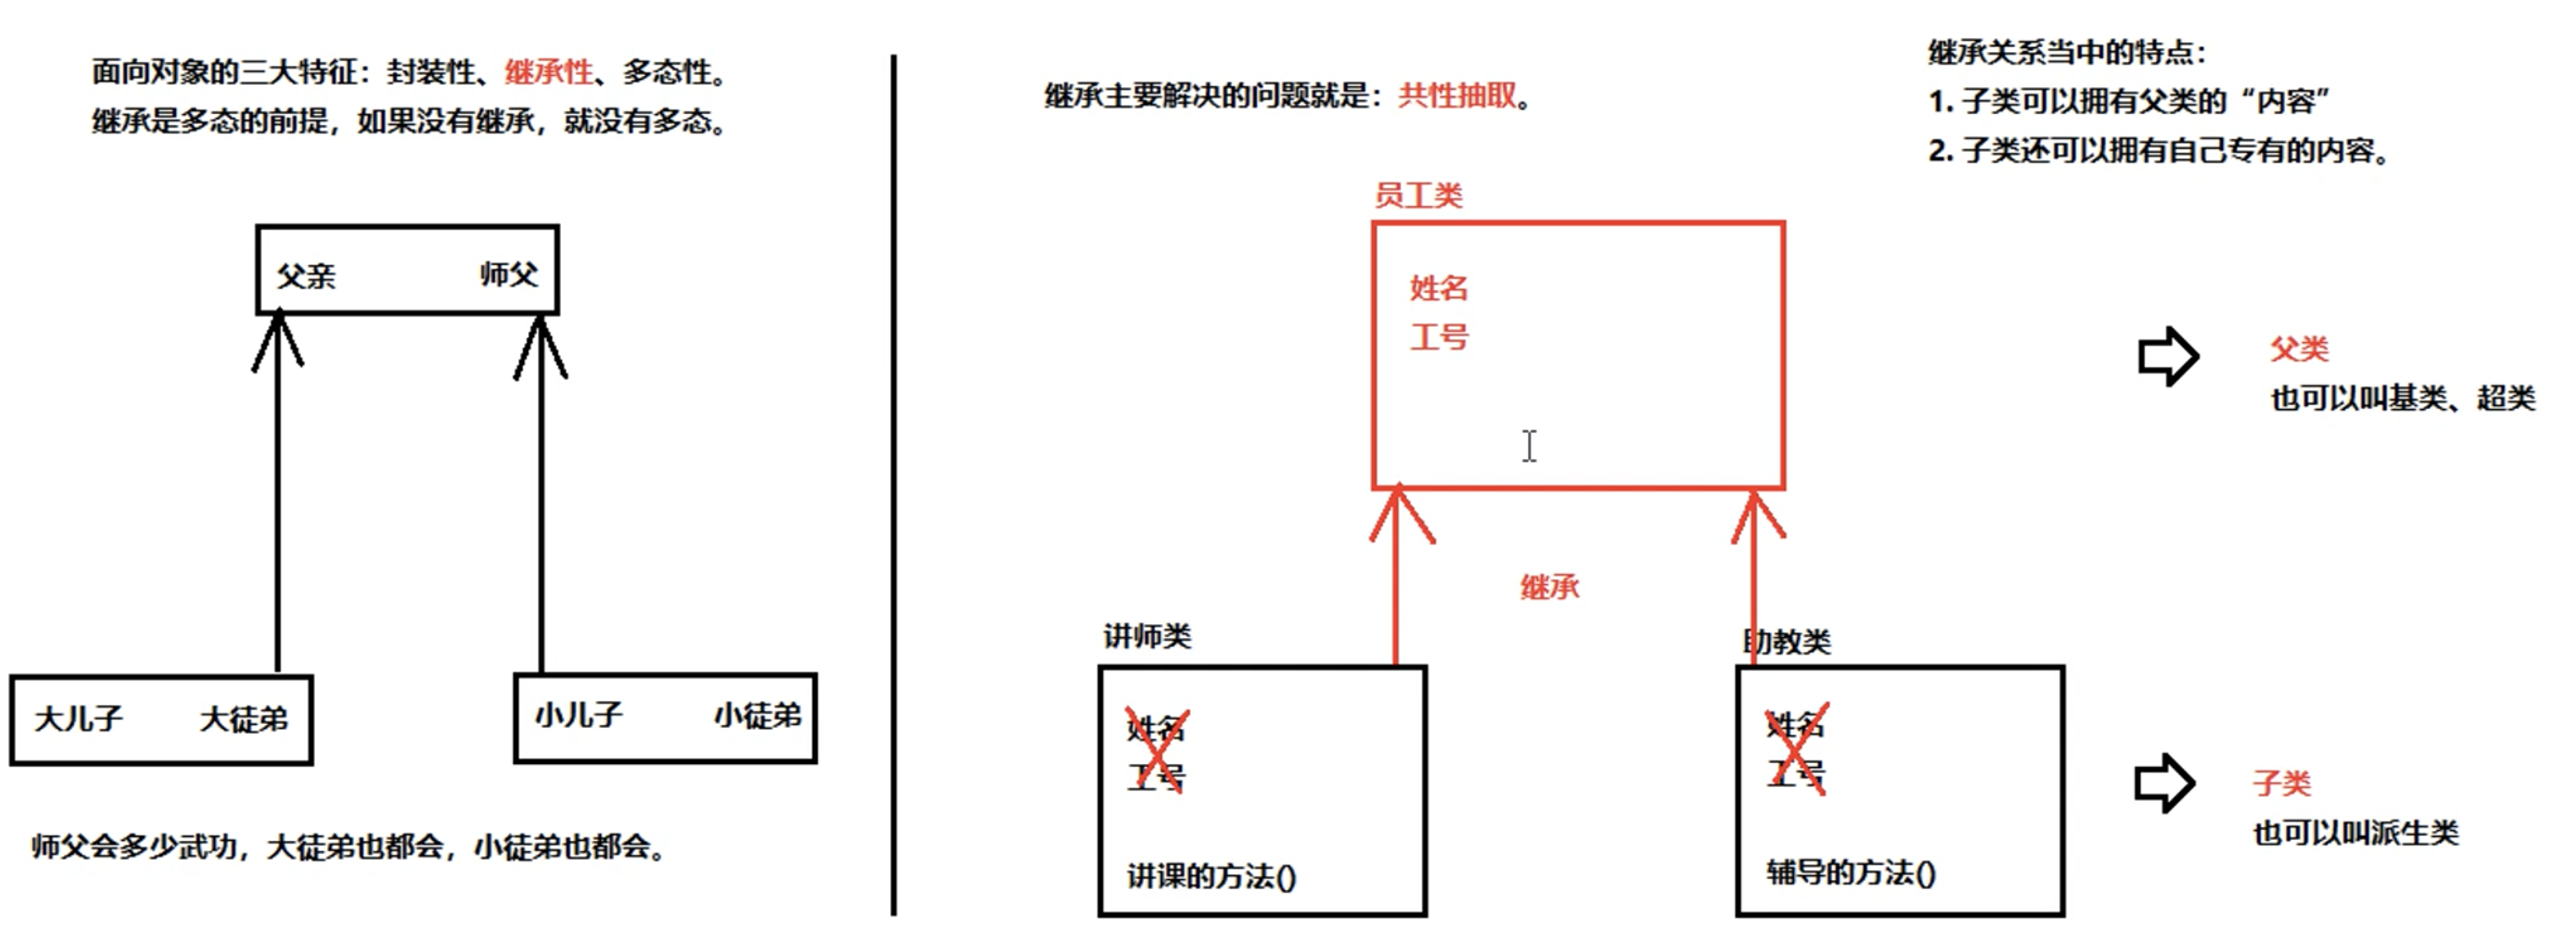 面向对象的三大特征：封装性、继承性、多态性。
继承是多态的前提，如果没有继承，就没有多态。
父亲 师父
大儿子 大徒弟
小儿子 小徒弟
师父会多少武功，大徒弟也都会，小徒弟也都会。
继承主要解决的问题就是：共性抽取。
继承关系当中的特点：
1. 子类可以拥有父类的“内容”
2. 子类还可以拥有自己专有的内容。
员工类
姓名
工号
父类
也可以叫基类、超类
继承
讲师类
姓名
工号
讲课的方法()
助教类
姓名
工号
辅导的方法()
子类
也可以叫派生类